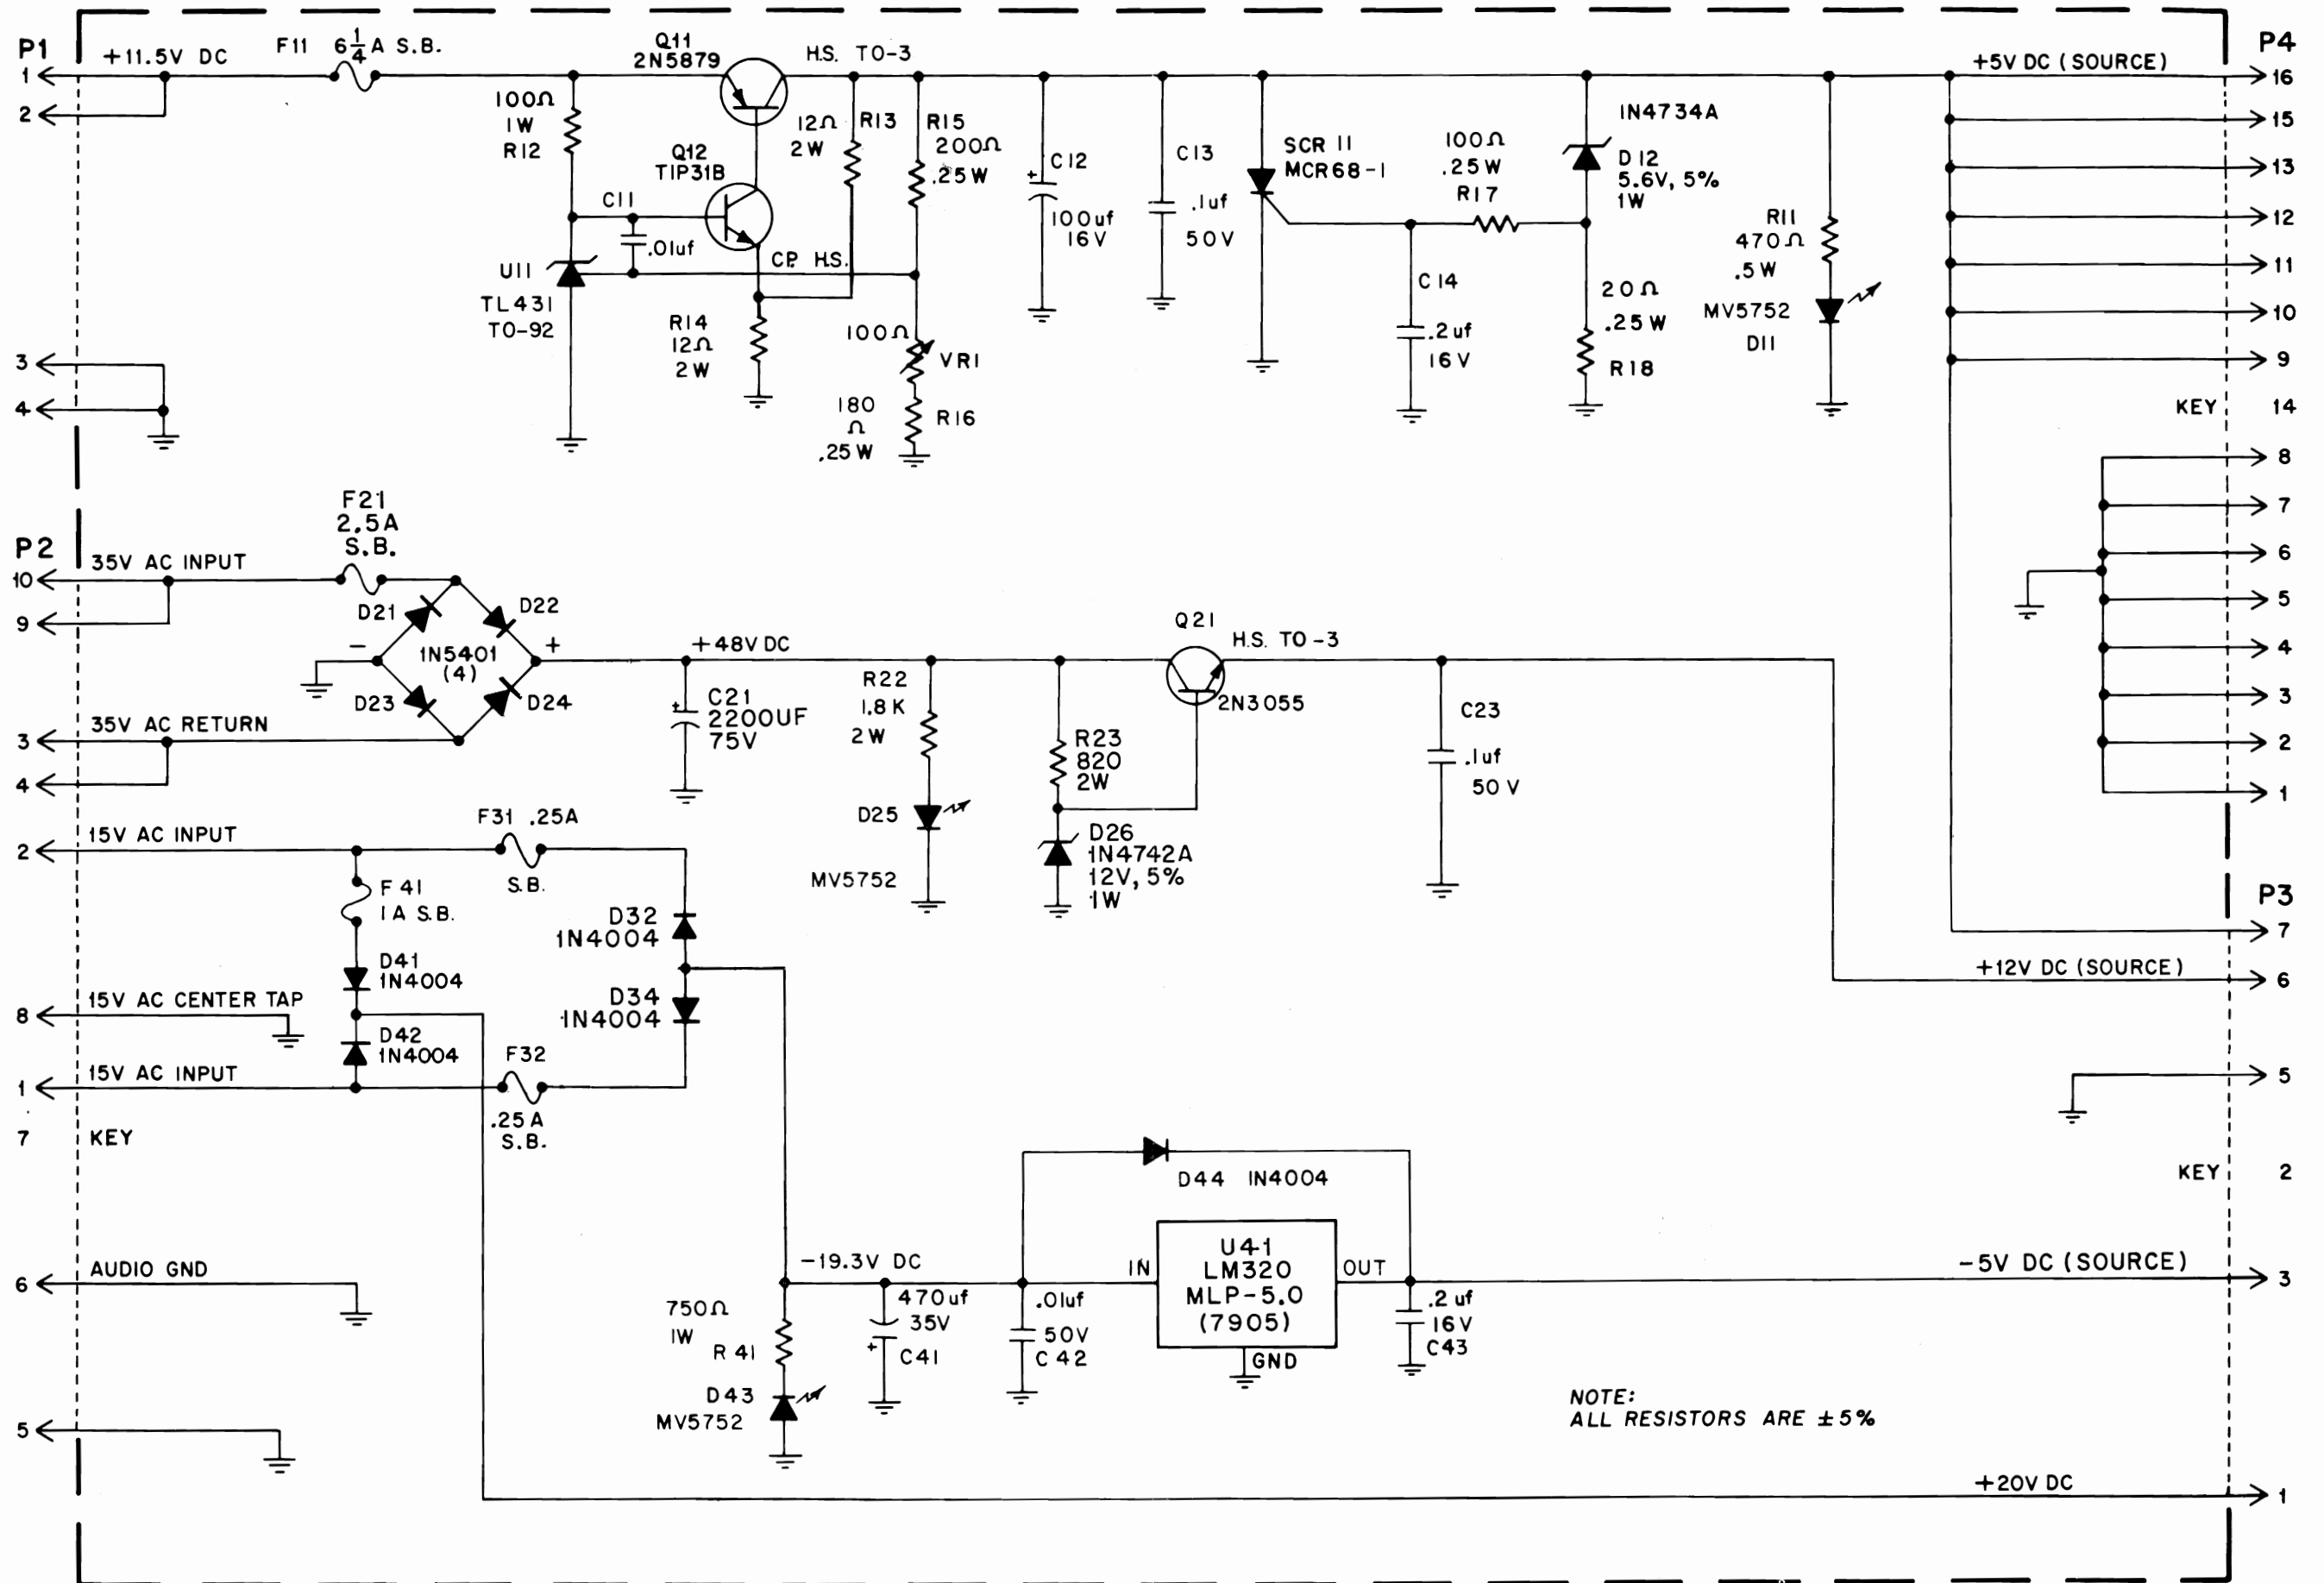 P1
1
2
3
4
+11.5V DC
F11 6 1/4 A S.B.
Q11
2N5879
H.S. TO-3
100Ω
1W
R12
Q12
TIP31B
C11
.01uf
U11
TL431
TO-92
CP. H.S.
12Ω
2W
R13
R14
12Ω
2W
R15
200Ω
.25W
100Ω
VR1
180
Ω
.25W
R16
+
C12
100uf
16V
C13
.1uf
50V
SCR 11
MCR68-1
100Ω
.25W
R17
C14
.2uf
16V
1N4734A
D12
5.6V, 5%
1W
20Ω
.25W
R18
R11
470Ω
.5W
MV5752
D11
+5V DC (SOURCE)
P4
16
15
13
12
11
10
9
KEY 14
8
7
6
5
4
3
2
1
P2
10
9
3
4
35V AC INPUT
F21
2.5A
S.B.
D21
D22
-
1N5401
(4)
+
D23
D24
35V AC RETURN
+48V DC
+
C21
2200UF
75V
R22
1.8K
2W
D25
MV5752
R23
820
2W
D26
1N4742A
12V, 5%
1W
Q21
H.S. TO-3
2N3055
C23
.1uf
50V
2
15V AC INPUT
F31 .25A
S.B.
F41
1A S.B.
D32
1N4004
D41
1N4004
8
15V AC CENTER TAP
D34
1N4004
D42
1N4004
1
15V AC INPUT
F32
.25A
S.B.
7 KEY
P3
7
+12V DC (SOURCE)
6
5
KEY 2
D44 1N4004
6
AUDIO GND
-19.3V DC
750Ω
1W
R41
D43
MV5752
470uf
35V
+
C41
.01uf
50V
C42
IN
U41
LM320
MLP-5.0
(7905)
OUT
GND
.2uf
16V
C43
-5V DC (SOURCE)
3
5
NOTE:
ALL RESISTORS ARE ±5%
+20V DC
1